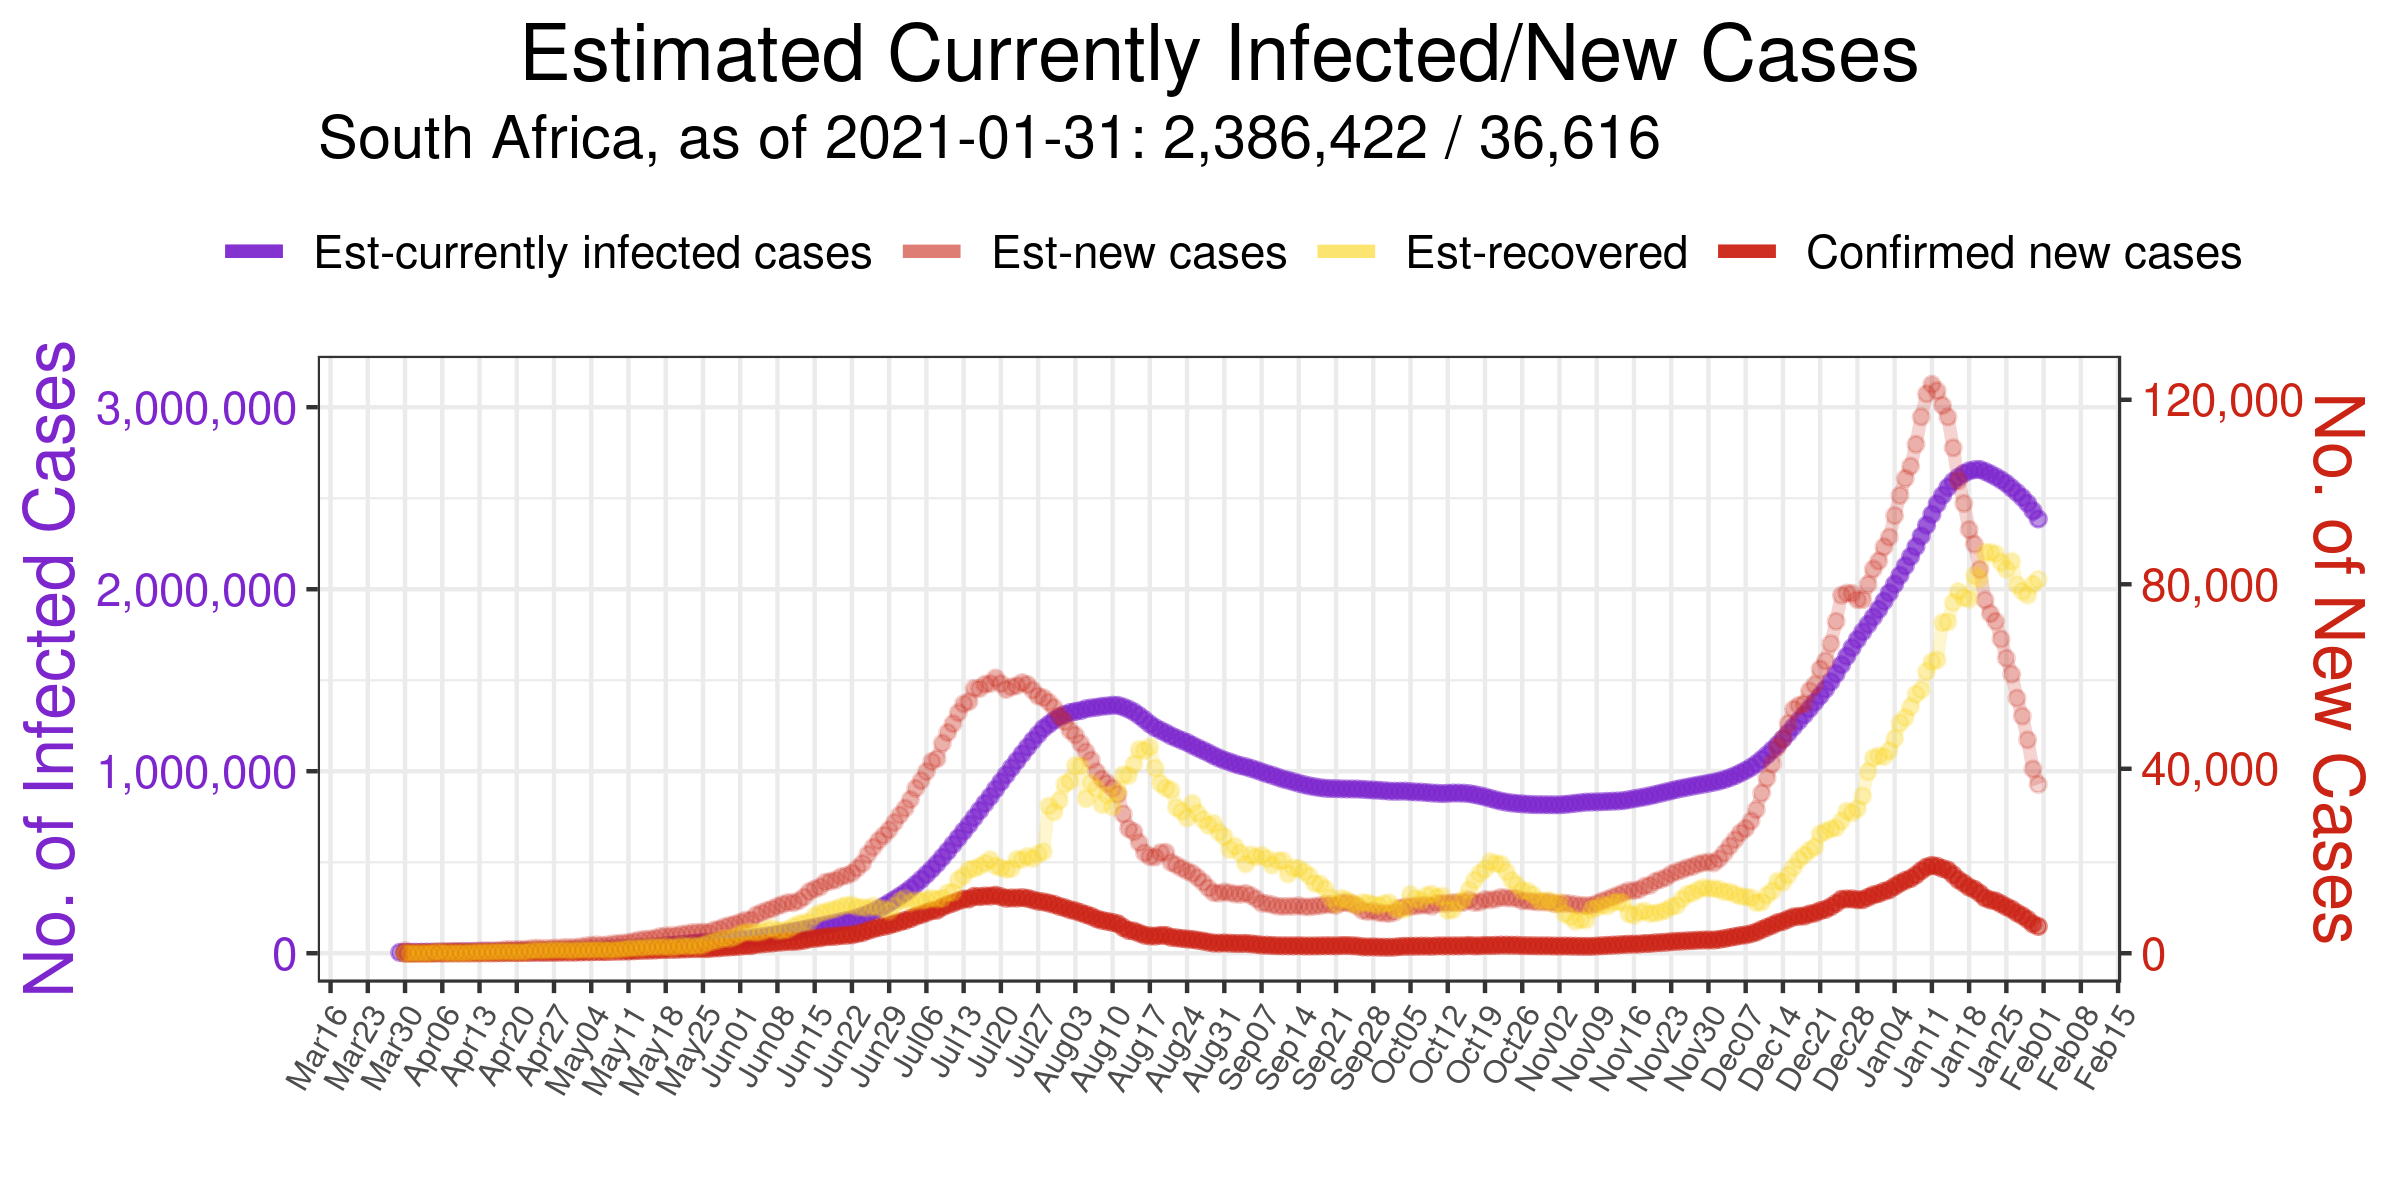 Estimated Currently Infected/New Cases
South Africa, as of 2021-01-31: 2,386,422 / 36,616
Est-currently infected cases
Est-new cases
Est-recovered
Confirmed new cases
No. of Infected Cases
3,000,000
2,000,000
1,000,000
0
120,000
80,000
40,000
0
No. of New Cases
Mar16
Mar23
Mar30
Apr06
Apr13
Apr20
Apr27
May04
May11
May18
May25
Jun01
Jun08
Jun15
Jun22
Jun29
Jul06
Jul13
Jul20
Jul27
Aug03
Aug10
Aug17
Aug24
Aug31
Sep07
Sep14
Sep21
Sep28
Oct05
Oct12
Oct19
Oct26
Nov02
Nov09
Nov16
Nov23
Nov30
Dec07
Dec14
Dec21
Dec28
Jan04
Jan11
Jan18
Jan25
Feb01
Feb08
Feb15